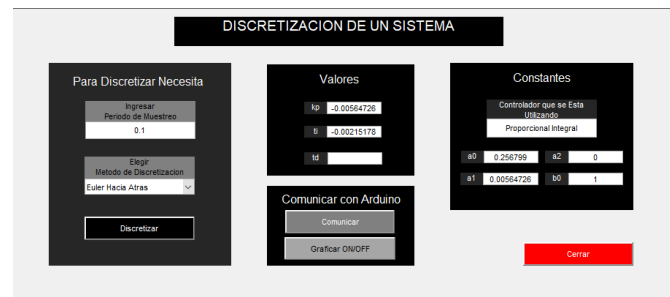 DISCRETIZACION DE UN SISTEMA
Para Discretizar Necesita
Ingresar
Periodo de Muestreo
0.1
Elegir
Metodo de Discretizacion
Euler Hacia Atras
Discretizar
Valores
kp -0.00564726
ti -0.00215178
td
Comunicar con Arduino
Comunicar
Graficar ON/OFF
Constantes
Controlador que se Esta
Utilizando
Proporcional Integral
a0 0.256799 a2 0
a1 0.00564726 b0 1
Cerrar